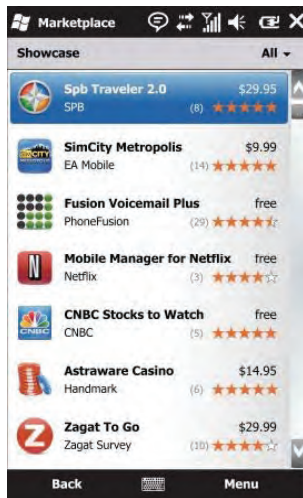 Marketplace
Showcase All
Spb Traveler 2.0 $29.95
SPB (8)
SimCity Metropolis $9.99
EA Mobile (14)
Fusion Voicemail Plus free
PhoneFusion (29)
Mobile Manager for Netflix free
Netflix (3)
CNBC Stocks to Watch free
CNBC (5)
Astraware Casino $14.95
Handmark (6)
Zagat To Go $29.99
Zagat Survey (10)
Back Menu